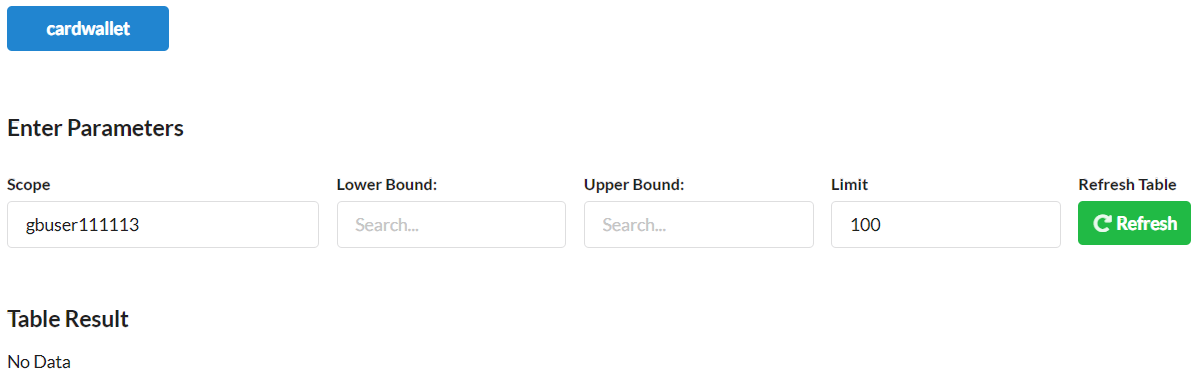 cardwallet
Enter Parameters
Scope Lower Bound: Upper Bound: Limit Refresh Table
gbuser111113 Search... Search... 100 Refresh
Table Result
No Data